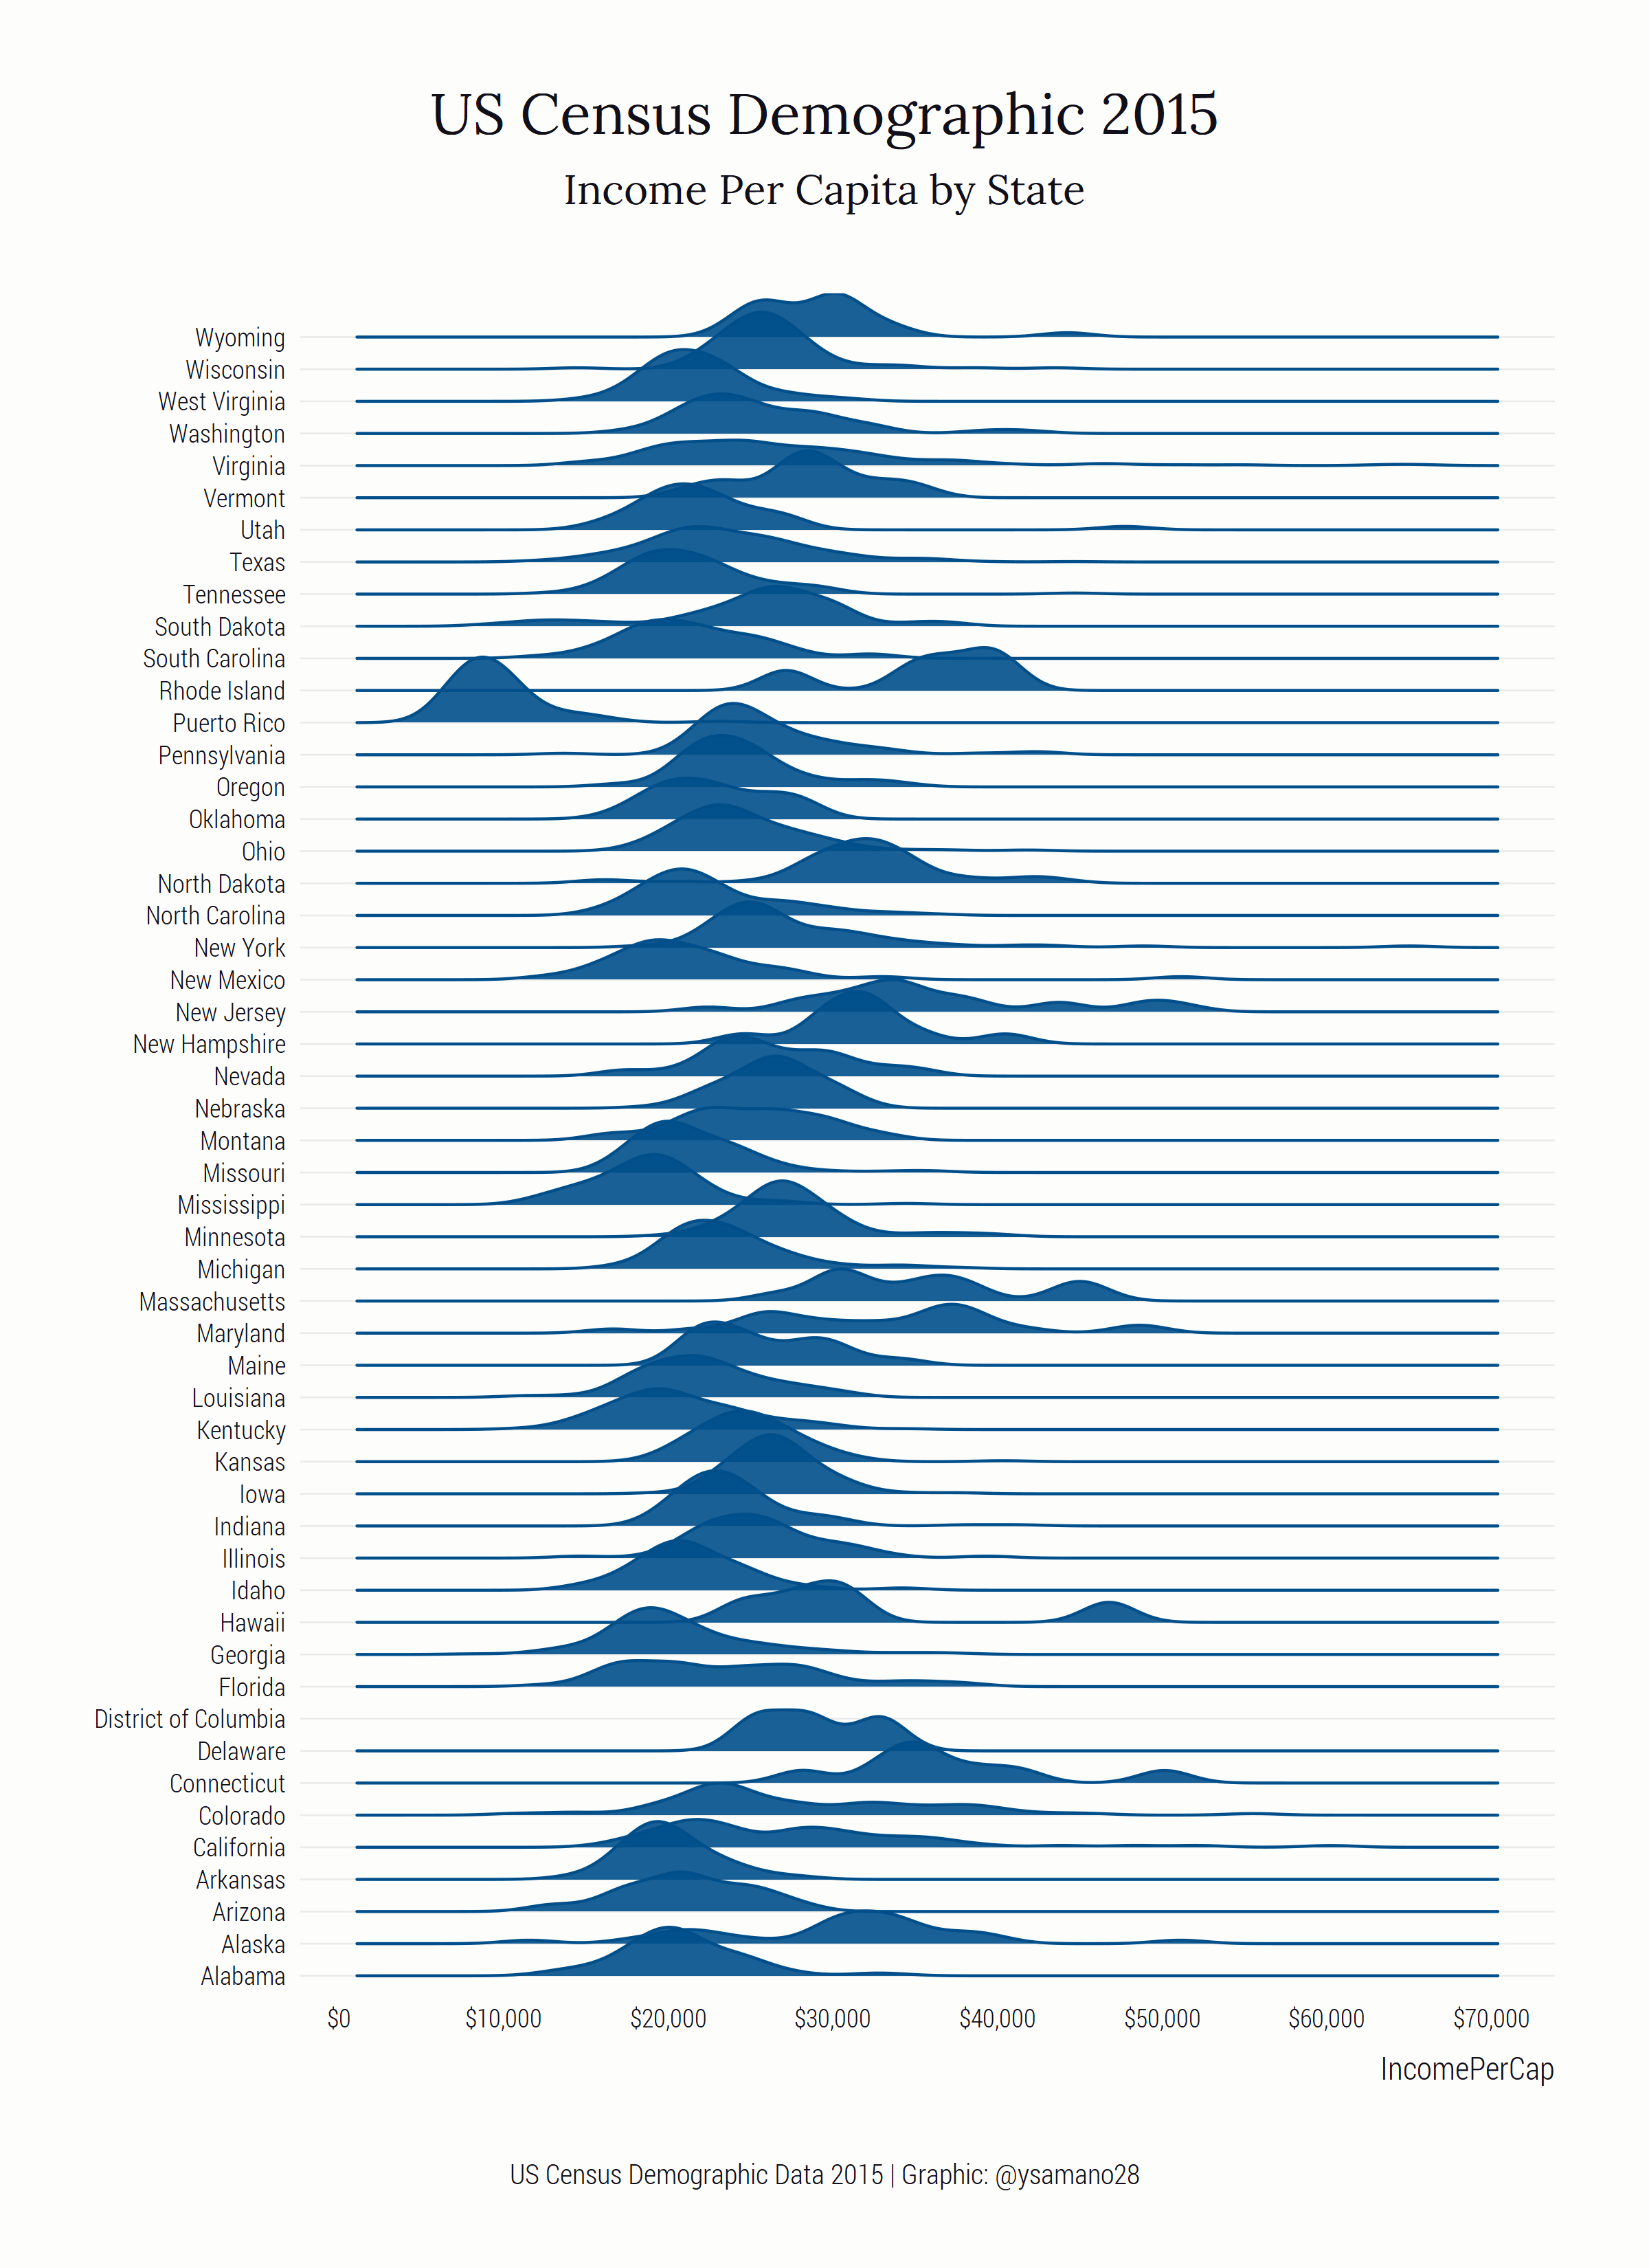 US Census Demographic 2015
Income Per Capita by State
Wyoming
Wisconsin
West Virginia
Washington
Virginia
Vermont
Utah
Texas
Tennessee
South Dakota
South Carolina
Rhode Island
Puerto Rico
Pennsylvania
Oregon
Oklahoma
Ohio
North Dakota
North Carolina
New York
New Mexico
New Jersey
New Hampshire
Nevada
Nebraska
Montana
Missouri
Mississippi
Minnesota
Michigan
Massachusetts
Maryland
Maine
Louisiana
Kentucky
Kansas
Iowa
Indiana
Illinois
Idaho
Hawaii
Georgia
Florida
District of Columbia
Delaware
Connecticut
Colorado
California
Arkansas
Arizona
Alaska
Alabama
$0 $10,000 $20,000 $30,000 $40,000 $50,000 $60,000 $70,000
IncomePerCap
US Census Demographic Data 2015 | Graphic: @ysamano28